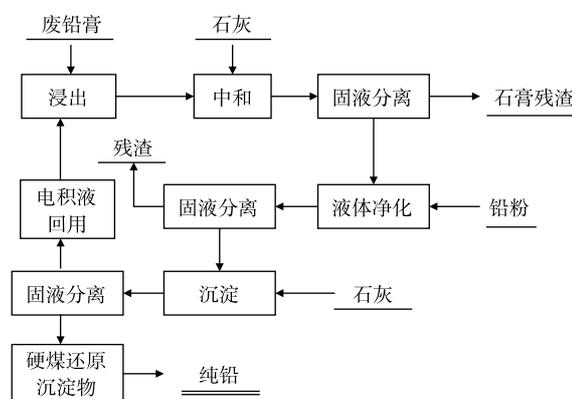 废铅膏
石灰
浸出
中和
固液分离
石膏残渣
残渣
电积液
回用
固液分离
液体净化
铅粉
固液分离
沉淀
石灰
硬煤还原
沉淀物
纯铅